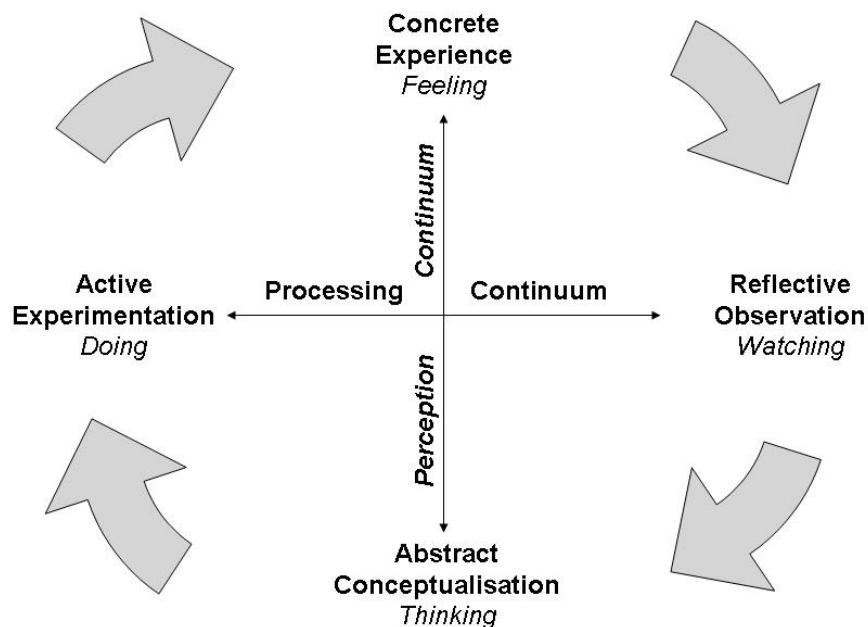 Concrete
Experience
Feeling
Continuum
Active
Experimentation
Doing
Processing
Continuum
Reflective
Observation
Watching
Perception
Abstract
Conceptualisation
Thinking